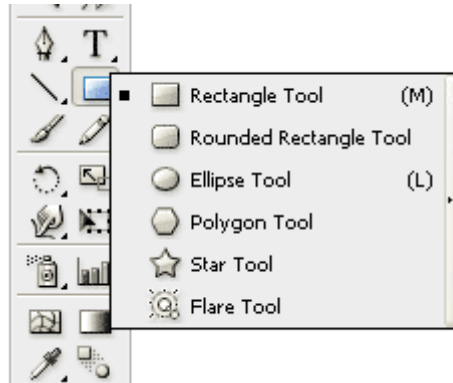 T
Rectangle Tool (M)
Rounded Rectangle Tool
Ellipse Tool (L)
Polygon Tool
Star Tool
Flare Tool